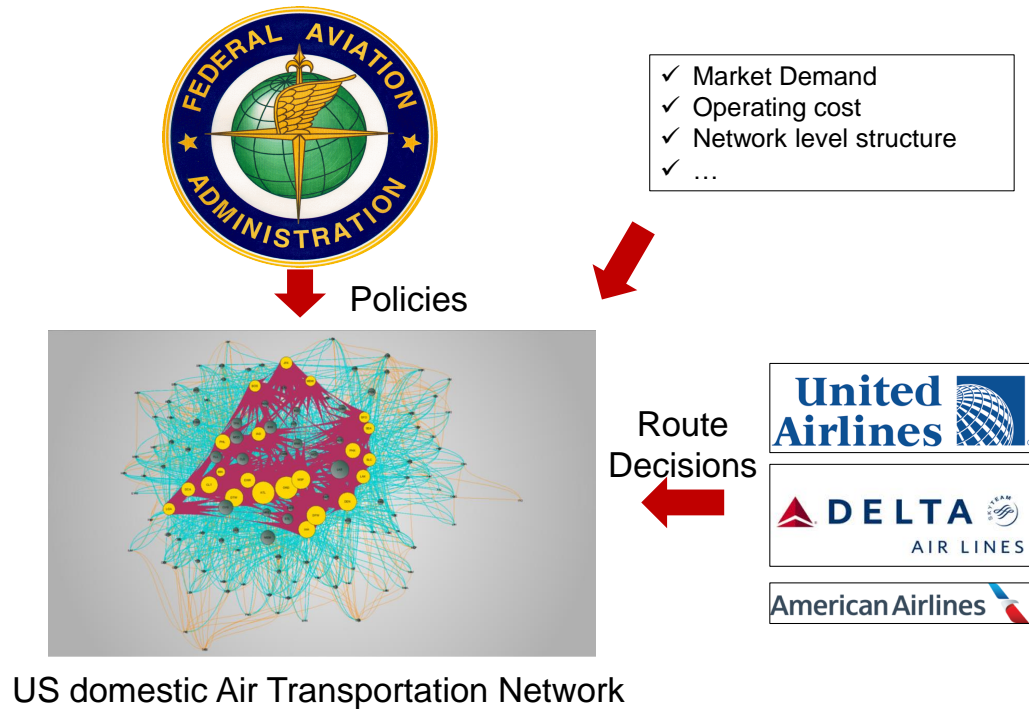 FEDERAL AVIATION
ADMINISTRATION
✓ Market Demand
✓ Operating cost
✓ Network level structure
✓ …
Policies
Route
Decisions
United
Airlines
DELTA
SKYTEAM
AIR LINES
American Airlines
US domestic Air Transportation Network